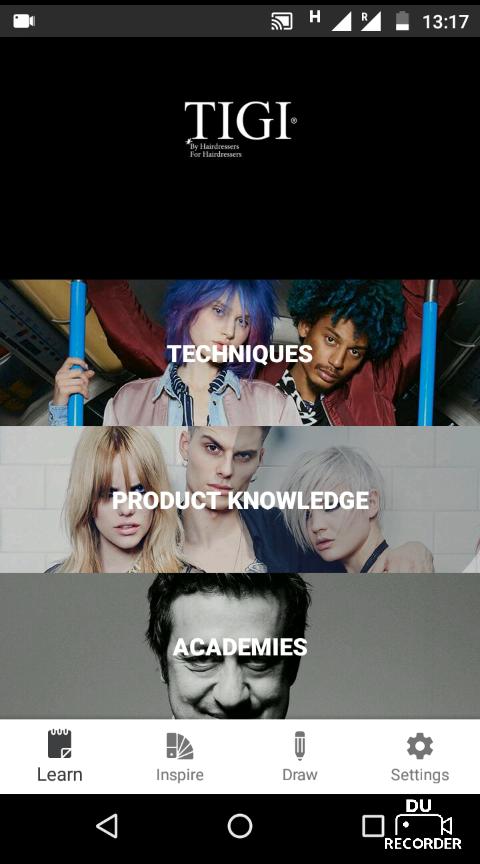 H
R
13:17
TIGI®
By Hairdressers
For Hairdressers
TECHNIQUES
PRODUCT KNOWLEDGE
ACADEMIES
Learn
Inspire
Draw
Settings
DU
RECORDER